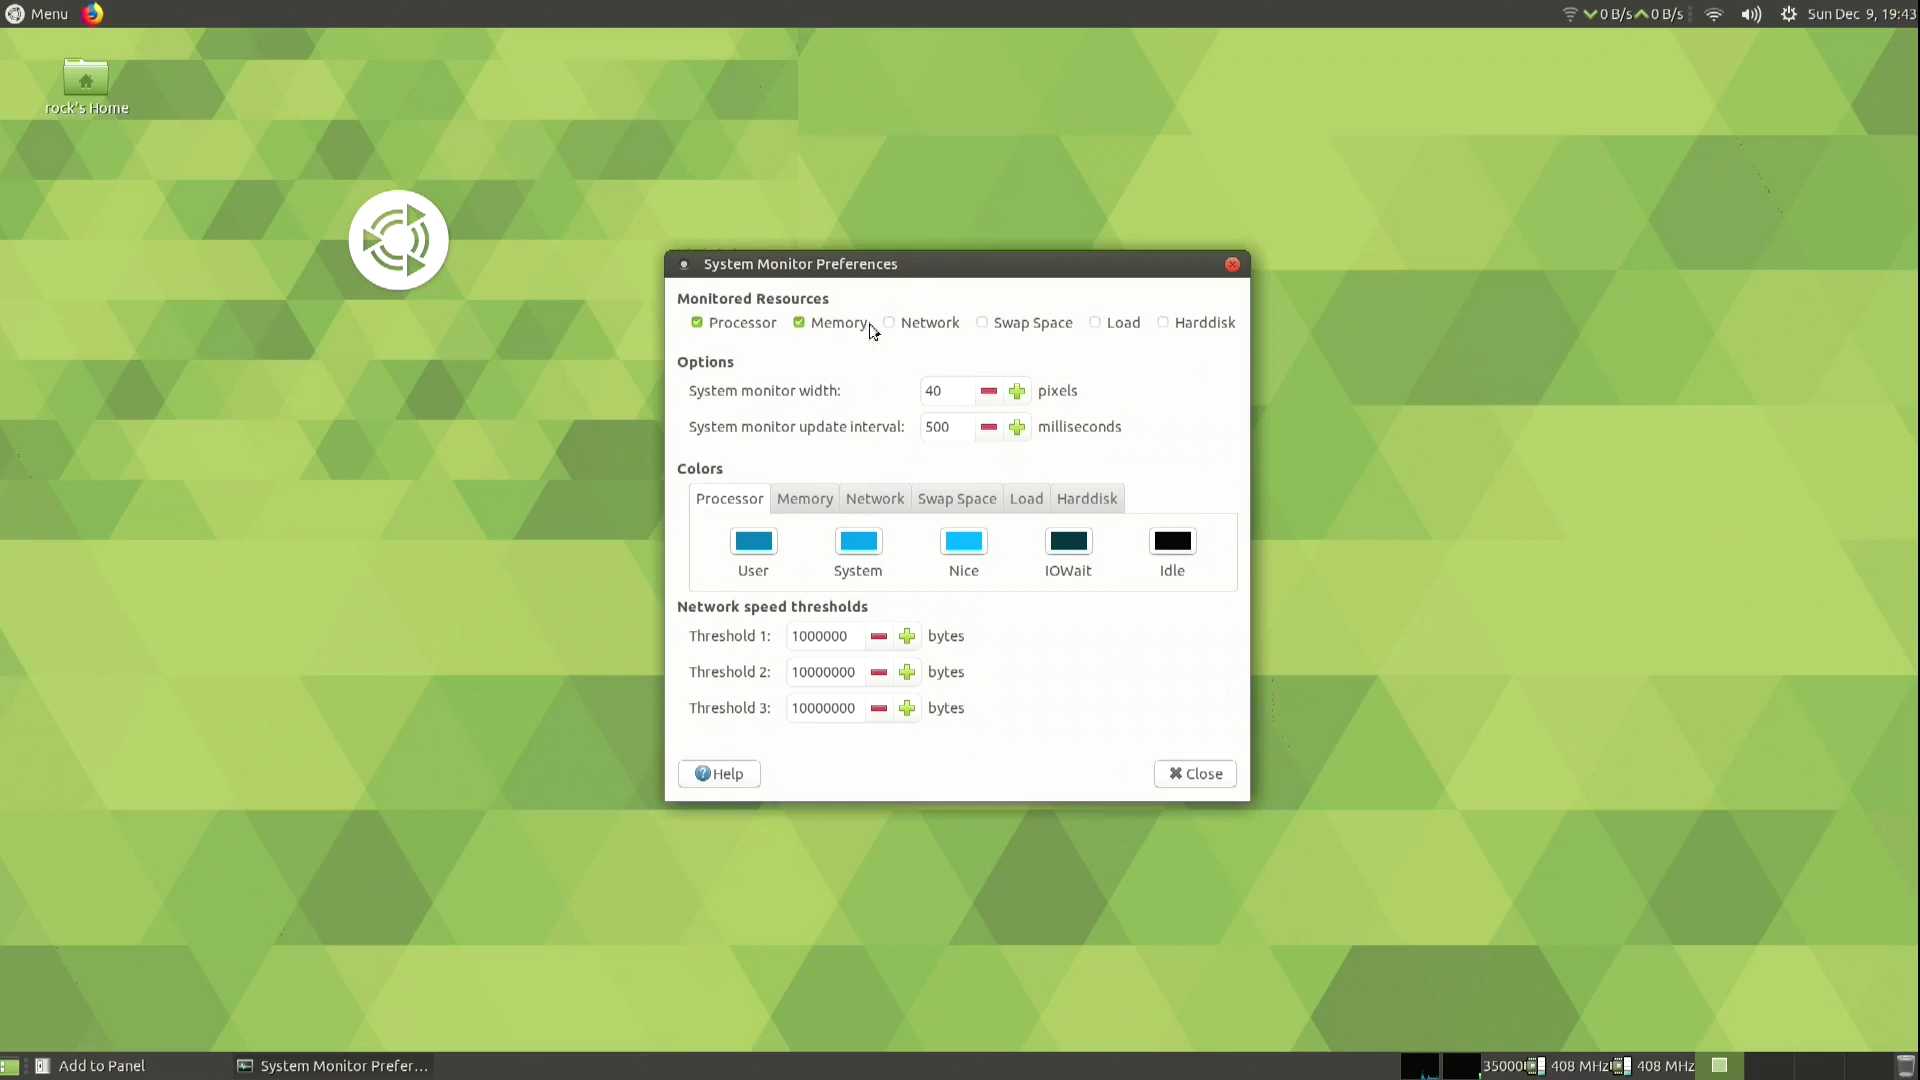 Menu 0 B/s 0 B/s Sun Dec 9, 19:43
rock's Home
System Monitor Preferences
Monitored Resources
Processor Memory Network Swap Space Load Harddisk
Options
System monitor width: 40 pixels
System monitor update interval: 500 milliseconds
Colors
Processor Memory Network Swap Space Load Harddisk
User System Nice IOWait Idle
Network speed thresholds
Threshold 1: 1000000 bytes
Threshold 2: 10000000 bytes
Threshold 3: 10000000 bytes
Help Close
Add to Panel System Monitor Prefer... 35000 408 MHz 408 MHz